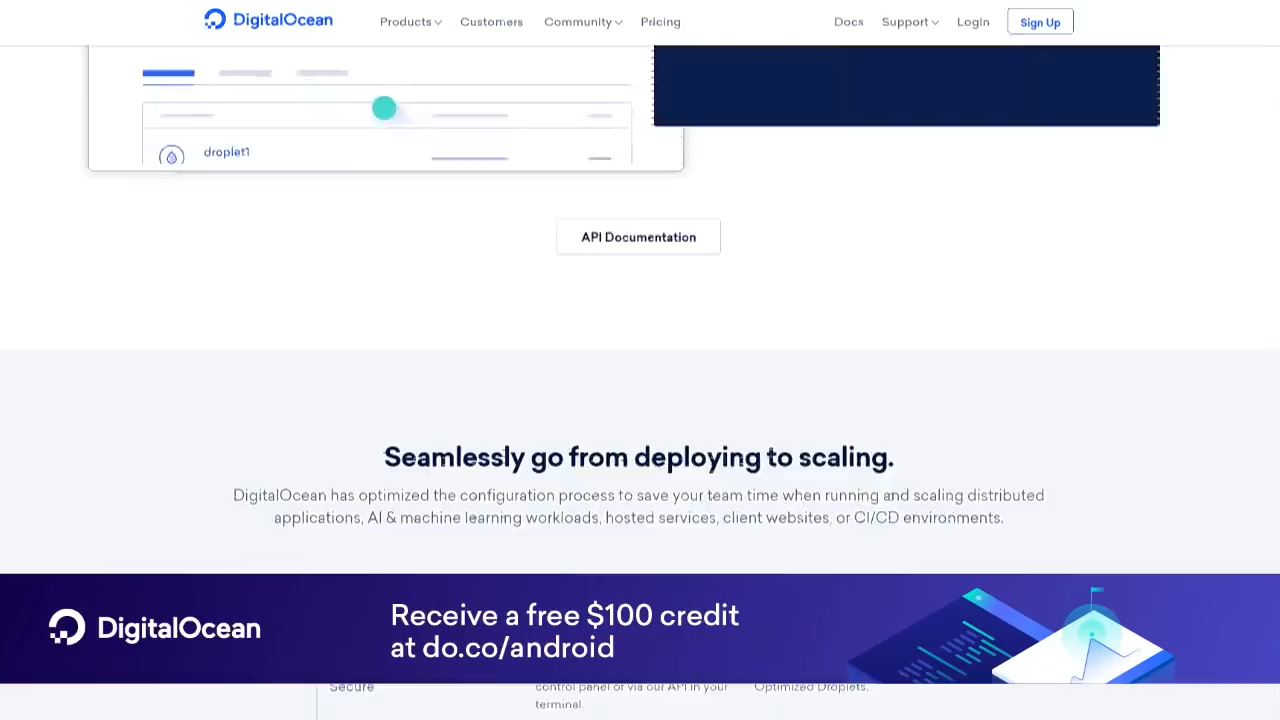 DigitalOcean Products Customers Community Pricing Docs Support Login Sign Up
droplet1
API Documentation
Seamlessly go from deploying to scaling.
DigitalOcean has optimized the configuration process to save your team time when running and scaling distributed
applications, AI & machine learning workloads, hosted services, client websites, or CI/CD environments.
DigitalOcean
Receive a free $100 credit
at do.co/android
Secure
control panel or via our API in your
terminal.
Optimized Droplets.